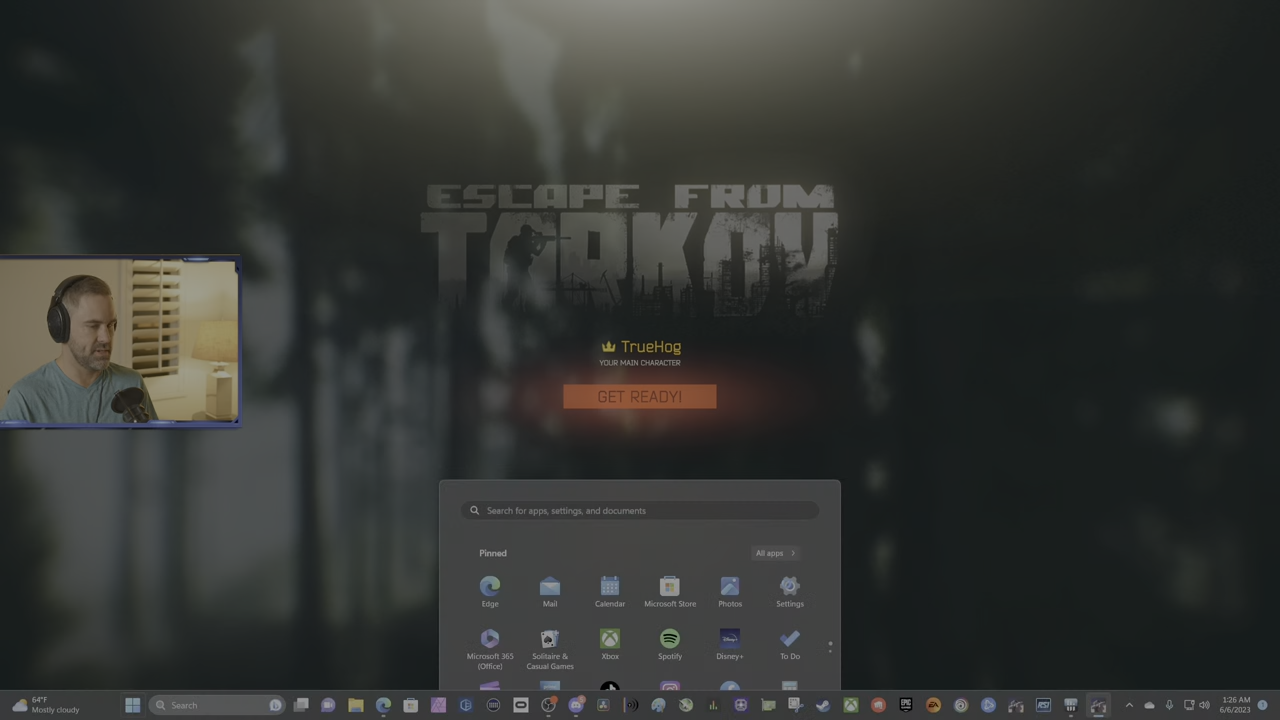 ESCAPE FROM
TARKOV
TrueHog
YOUR MAIN CHARACTER
GET READY!
Search for apps, settings, and documents
Pinned
All apps
Edge
Mail
Calendar
Microsoft Store
Photos
Settings
Microsoft 365
(Office)
Solitaire &
Casual Games
Xbox
Spotify
Disney+
To Do
64°F
Mostly cloudy
Search
1:26 AM
6/6/2023